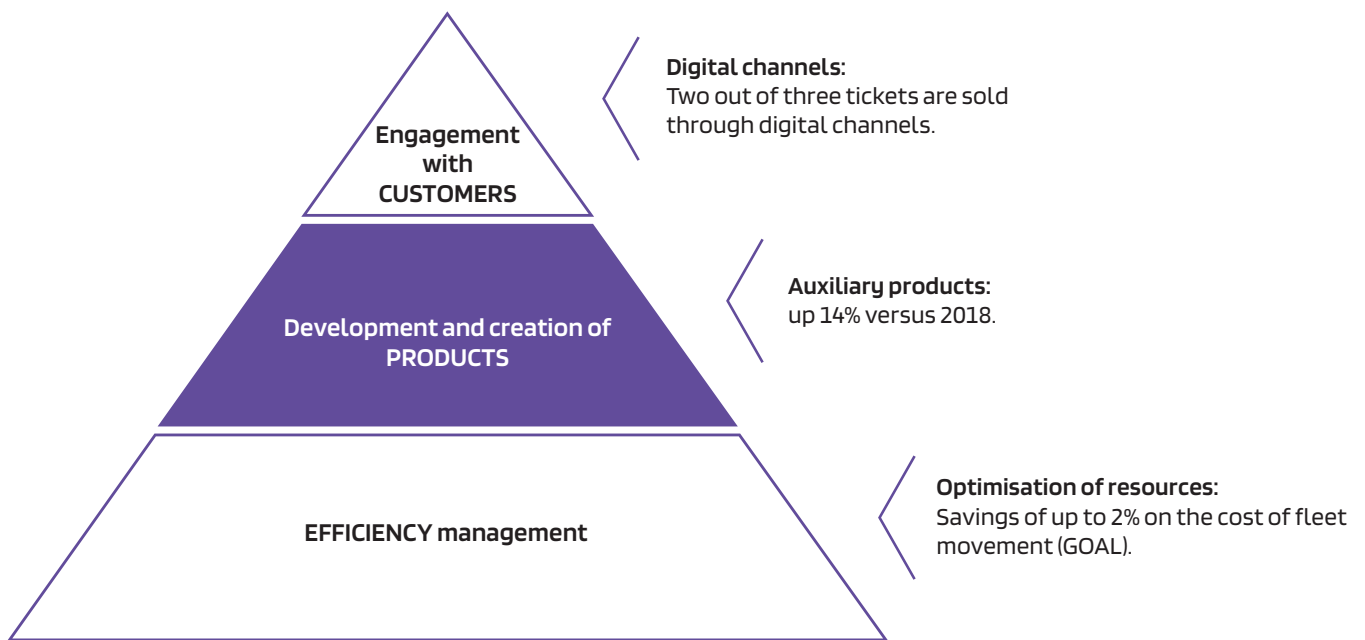 Engagement
with
CUSTOMERS
Digital channels:
Two out of three tickets are sold
through digital channels.
Development and creation of
PRODUCTS
Auxiliary products:
up 14% versus 2018.
EFFICIENCY management
Optimisation of resources:
Savings of up to 2% on the cost of fleet
movement (GOAL).